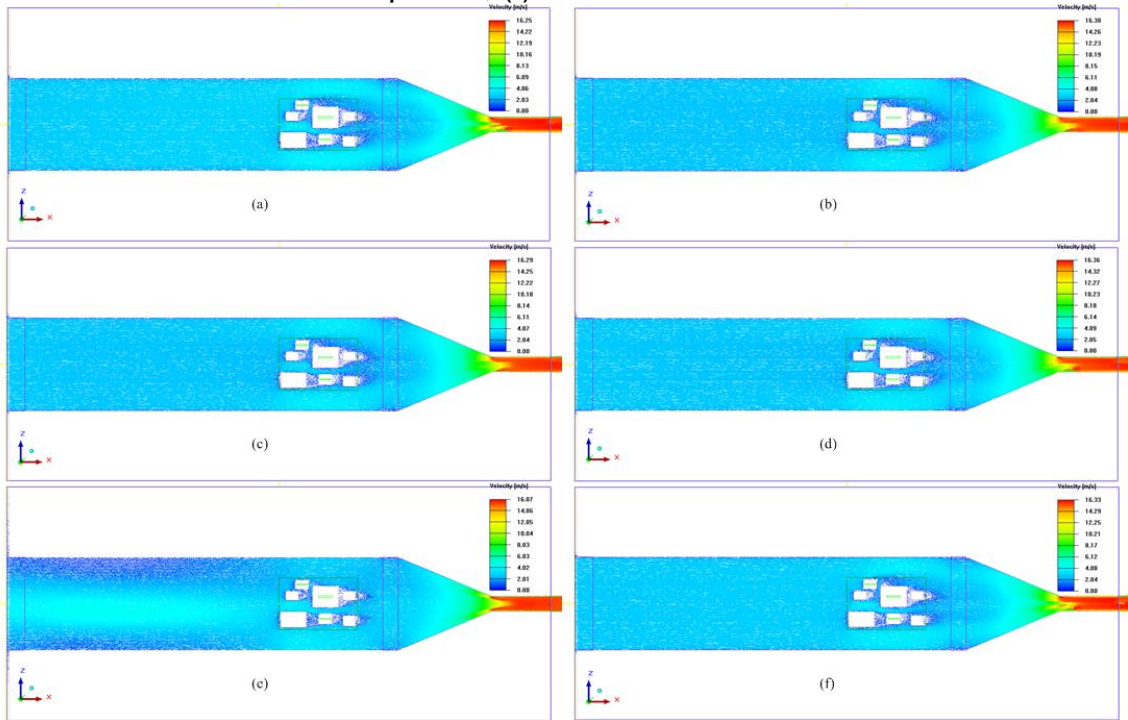 Velocity [m/s]
16.25
14.22
12.19
10.16
8.13
6.09
4.06
2.03
0.00
Z
X
(a)
Velocity [m/s]
16.30
14.26
12.23
10.19
8.15
6.11
4.08
2.04
0.00
Z
X
(b)
Velocity [m/s]
16.29
14.25
12.22
10.18
8.14
6.11
4.07
2.04
0.00
Z
X
(c)
Velocity [m/s]
16.36
14.32
12.27
10.23
8.18
6.14
4.09
2.05
0.00
Z
X
(d)
Velocity [m/s]
16.07
14.06
12.05
10.04
8.03
6.03
4.02
2.01
0.00
Z
X
(e)
Velocity [m/s]
16.33
14.29
12.25
10.21
8.17
6.12
4.08
2.04
0.00
Z
X
(f)